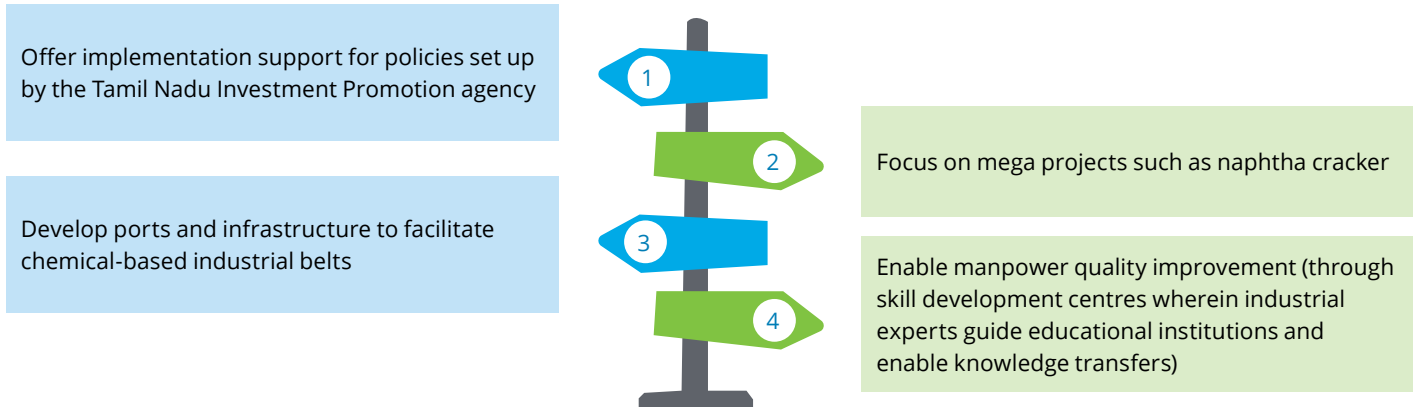 Offer implementation support for policies set up
by the Tamil Nadu Investment Promotion agency
1
2
Focus on mega projects such as naphtha cracker
Develop ports and infrastructure to facilitate
chemical-based industrial belts
3
4
Enable manpower quality improvement (through
skill development centres wherein industrial
experts guide educational institutions and
enable knowledge transfers)